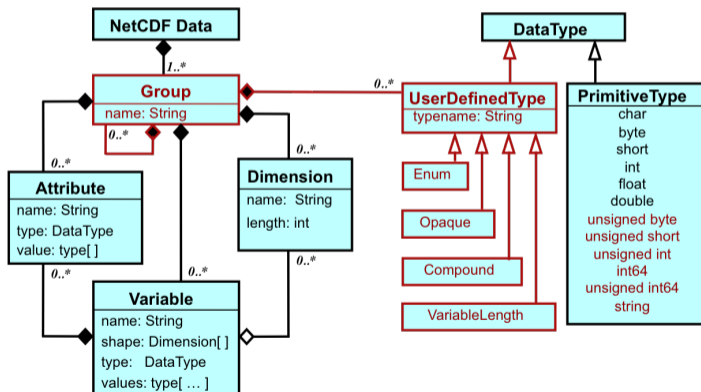 NetCDF Data
1..*
Group
name: String
0..*
0..*
0..*
0..*
Attribute
name: String
type: DataType
value: type[ ]
0..*
Dimension
name: String
length: int
0..*
0..*
Variable
name: String
shape: Dimension[ ]
type: DataType
values: type[ ... ]
DataType
UserDefinedType
typename: String
Enum
Opaque
Compound
VariableLength
PrimitiveType
char
byte
short
int
float
double
unsigned byte
unsigned short
unsigned int
int64
unsigned int64
string